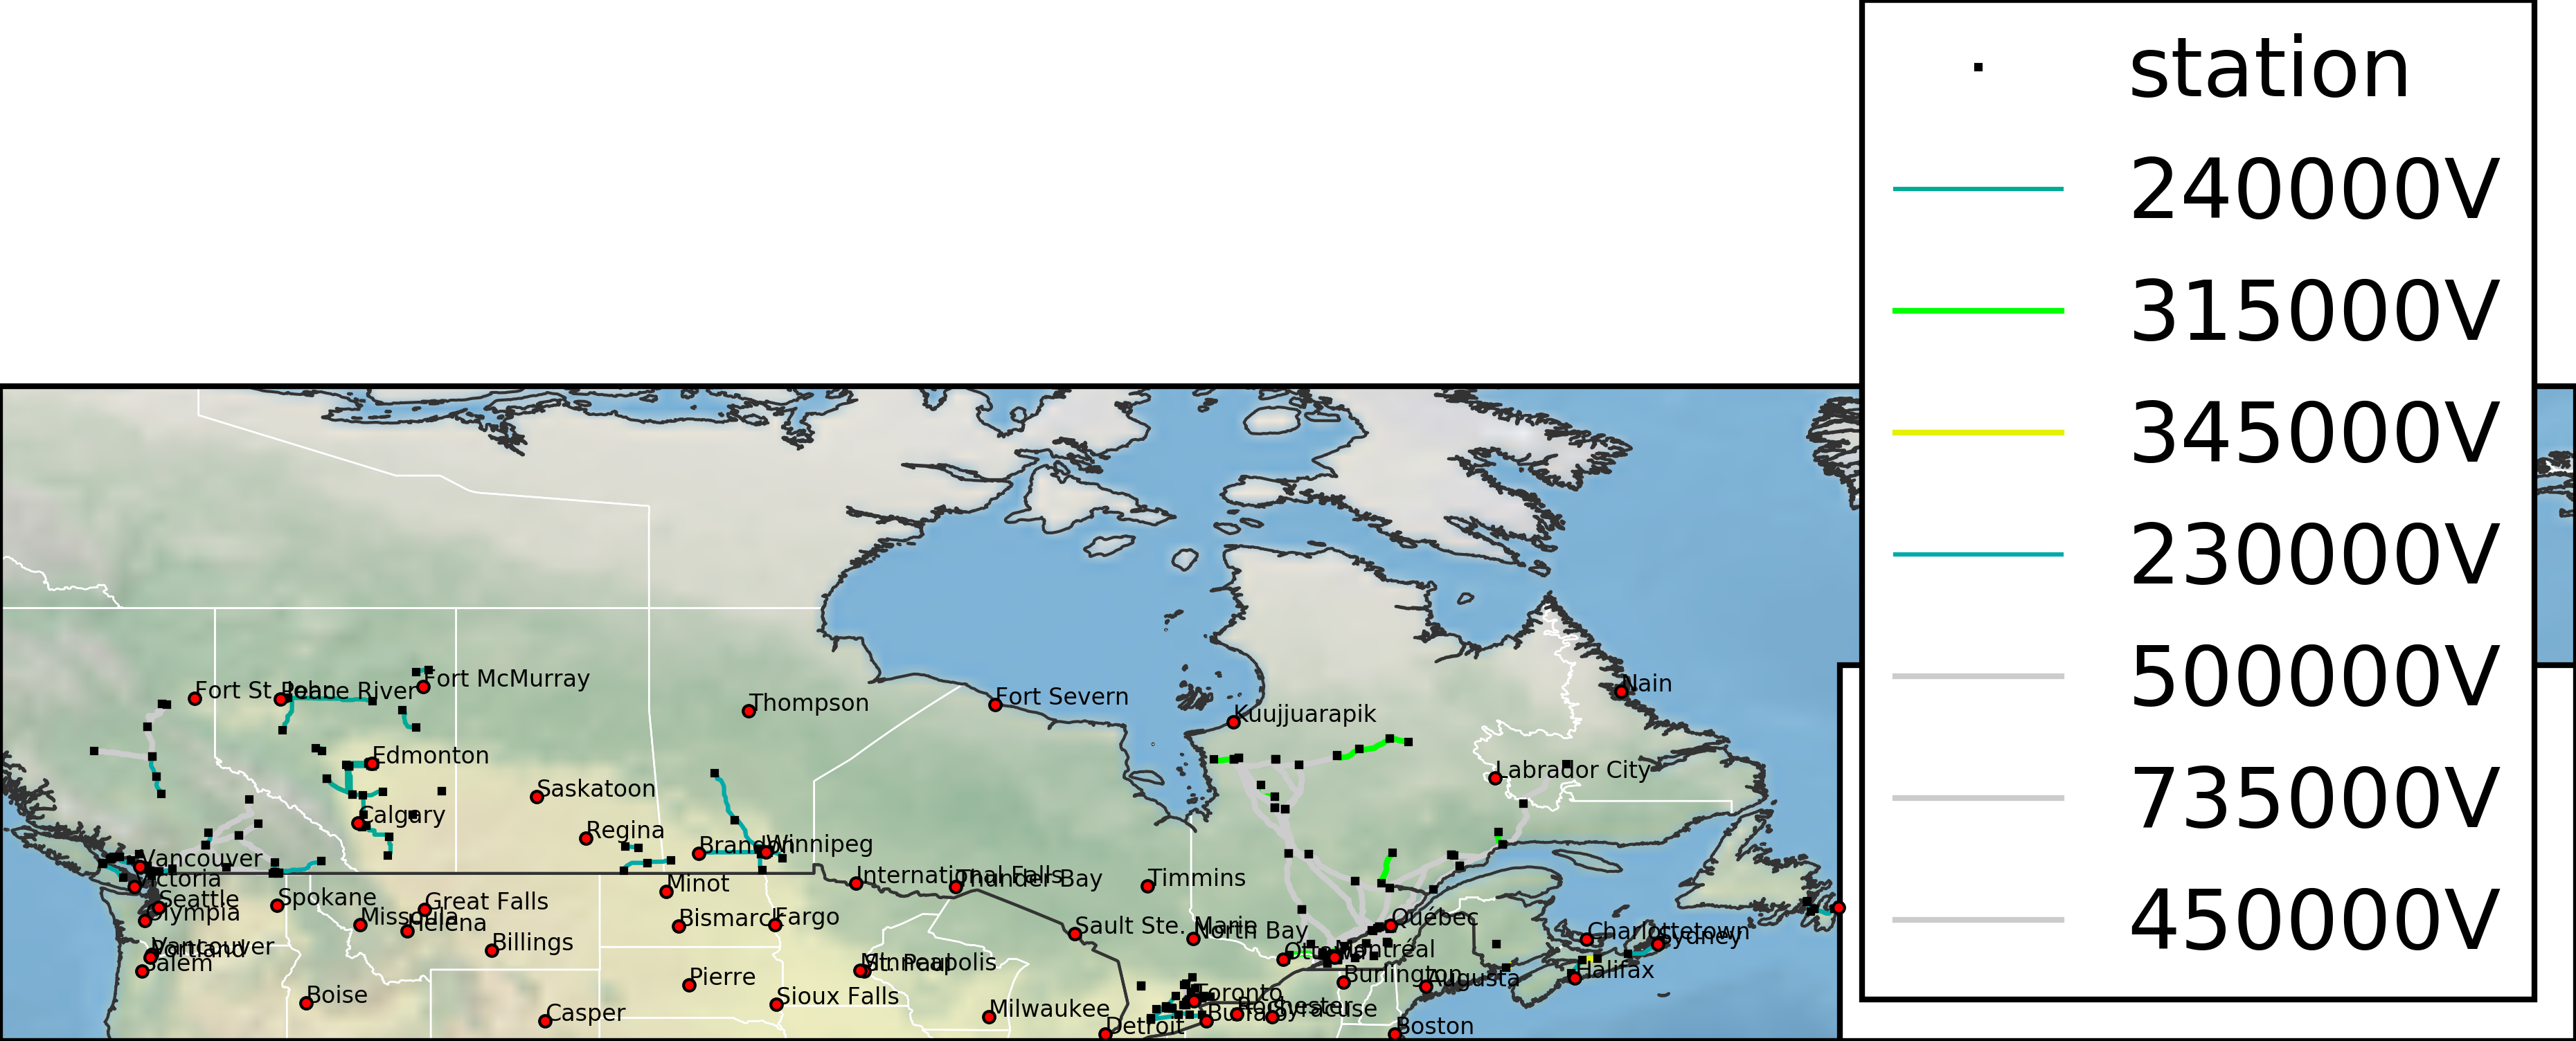 station
240000V
315000V
345000V
230000V
500000V
735000V
450000V
Fort St. John
Peace River
Fort McMurray
Thompson
Fort Severn
Kuujjuarapik
Nain
Edmonton
Saskatoon
Labrador City
Calgary
Regina
Brandon
Winnipeg
Vancouver
Victoria
International Falls
Thunder Bay
Timmins
Minot
Seattle
Olympia
Spokane
Missoula
Great Falls
Helena
Bismarck
Fargo
Sault Ste. Marie
North Bay
Québec
Charlottetown
Sydney
Vancouver
Portland
Salem
Billings
Minneapolis
St. Paul
Ottawa
Montréal
Halifax
Pierre
Burlington
Augusta
Boise
Sioux Falls
Toronto
Casper
Milwaukee
Buffalo
Rochester
Syracuse
Detroit
Boston